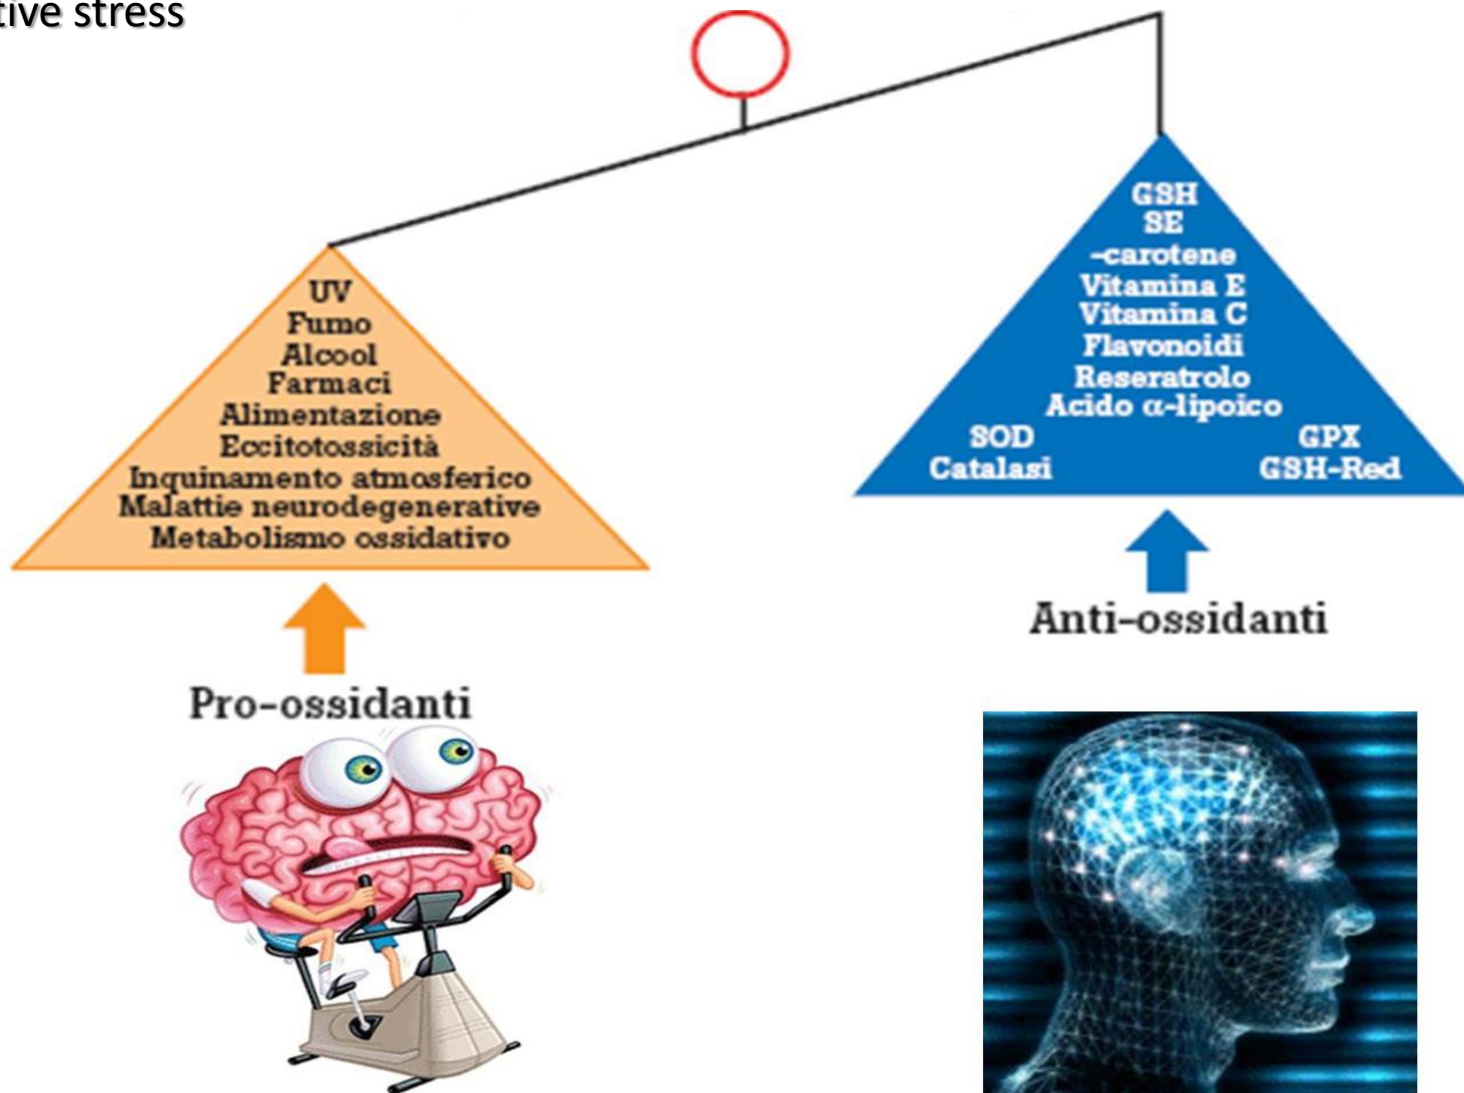 tive stress
UV
Fumo
Alcool
Farmaci
Alimentazione
Eccitotossicità
Inquinamento atmosferico
Malattie neurodegenerative
Metabolismo ossidativo
Pro-ossidanti
GSH
SE
-carotene
Vitamina E
Vitamina C
Flavonoidi
Reseratrolo
Acido α-lipoico
SOD GPX
Catalasi GSH-Red
Anti-ossidanti